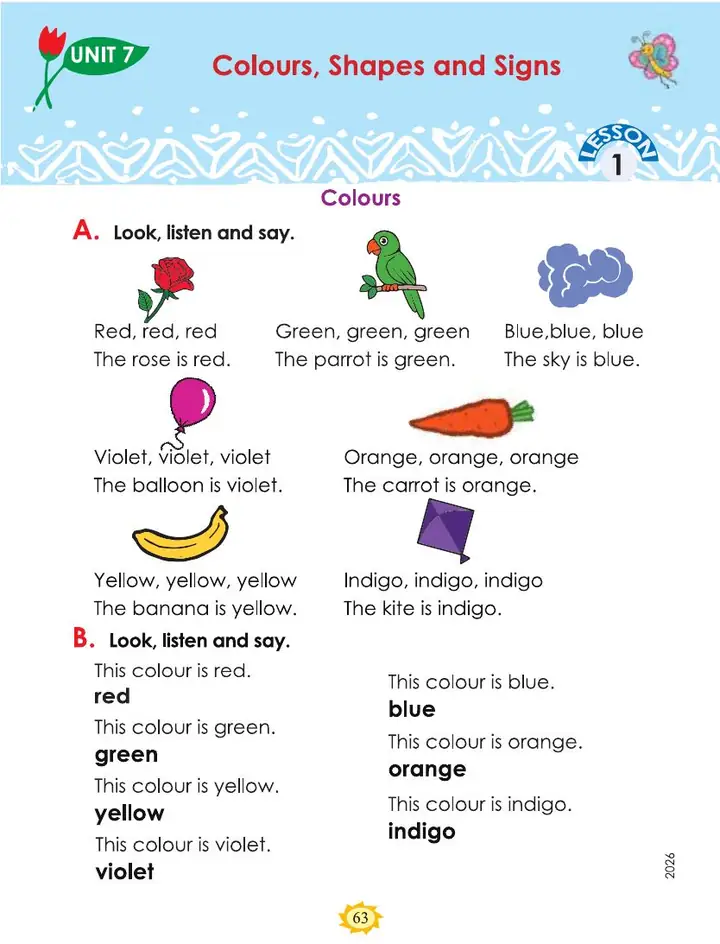 UNIT 7
Colours, Shapes and Signs
LESSON
1
Colours
A. Look, listen and say.
Red, red, red
The rose is red.
Green, green, green
The parrot is green.
Blue,blue, blue
The sky is blue.
Violet, violet, violet
The balloon is violet.
Orange, orange, orange
The carrot is orange.
Yellow, yellow, yellow
The banana is yellow.
Indigo, indigo, indigo
The kite is indigo.
B. Look, listen and say.
This colour is red.
red
This colour is green.
green
This colour is yellow.
yellow
This colour is violet.
violet
This colour is blue.
blue
This colour is orange.
orange
This colour is indigo.
indigo
2026
63